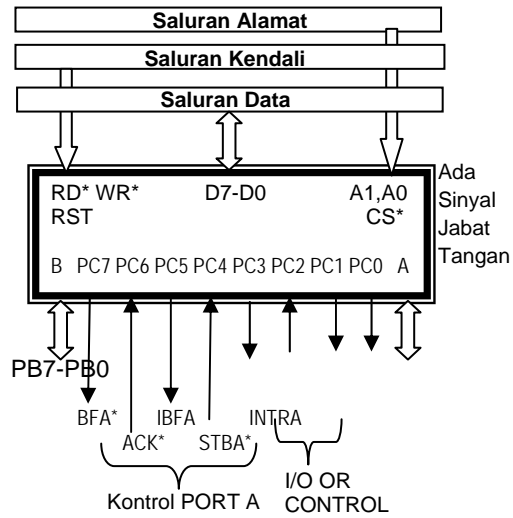 Saluran Alamat
Saluran Kendali
Saluran Data
RD* WR* D7-D0 A1,A0
RST CS*
B PC7 PC6 PC5 PC4 PC3 PC2 PC1 PC0 A
Ada
Sinyal
Jabat
Tangan
PB7-PB0
BFA* IBFA INTRA
ACK* STBA*
Kontrol PORT A
I/O OR
CONTROL